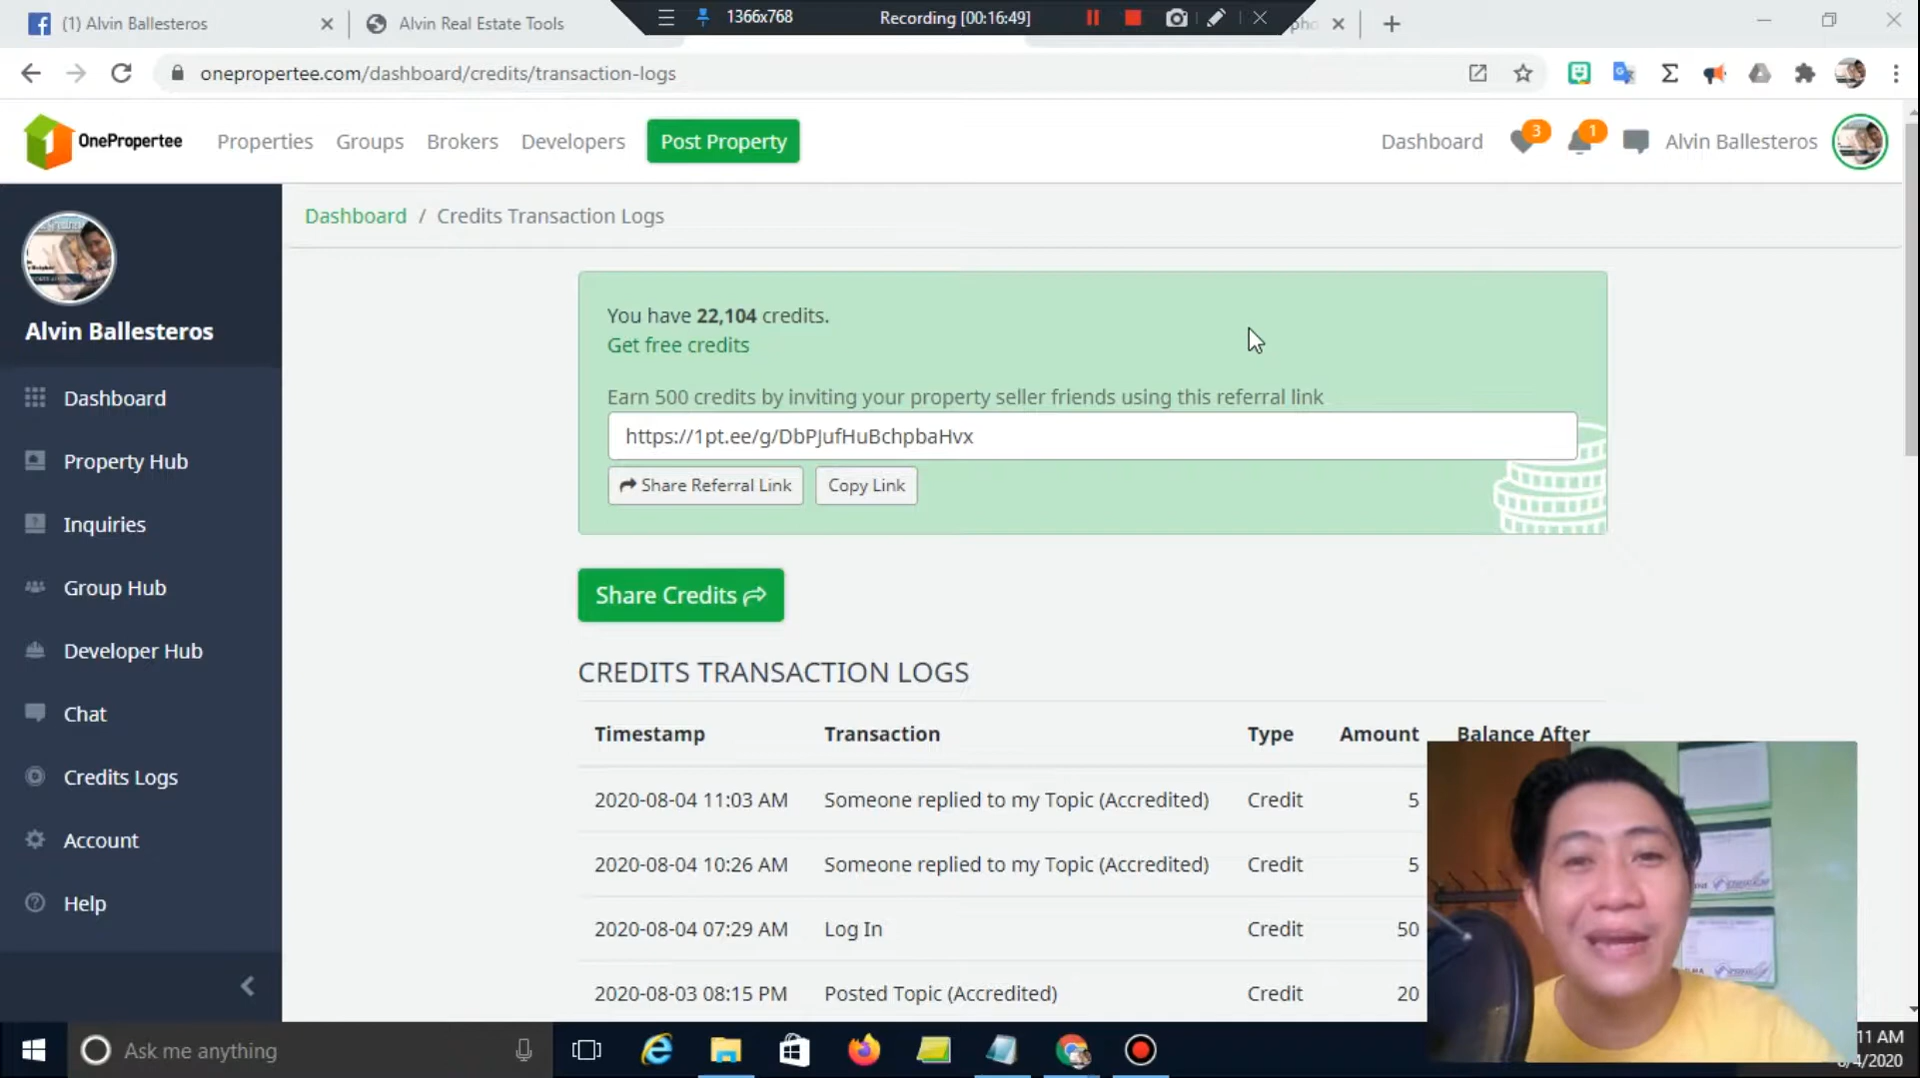 (1) Alvin Ballesteros
Alvin Real Estate Tools
1366x768
Recording [00:16:49]
onepropertee.com/dashboard/credits/transaction-logs
OnePropertee
Properties
Groups
Brokers
Developers
Post Property
Dashboard
3
1
Alvin Ballesteros
Alvin Ballesteros
Dashboard
Property Hub
Inquiries
Group Hub
Developer Hub
Chat
Credits Logs
Account
Help
Dashboard / Credits Transaction Logs
You have 22,104 credits.
Get free credits
Earn 500 credits by inviting your property seller friends using this referral link
https://1pt.ee/g/DbPJufHuBchpbaHvx
Share Referral Link
Copy Link
Share Credits
CREDITS TRANSACTION LOGS
Timestamp Transaction Type Amount Balance After
2020-08-04 11:03 AM Someone replied to my Topic (Accredited) Credit 5
2020-08-04 10:26 AM Someone replied to my Topic (Accredited) Credit 5
2020-08-04 07:29 AM Log In Credit 50
2020-08-03 08:15 PM Posted Topic (Accredited) Credit 20
Ask me anything
11 AM
/4/2020